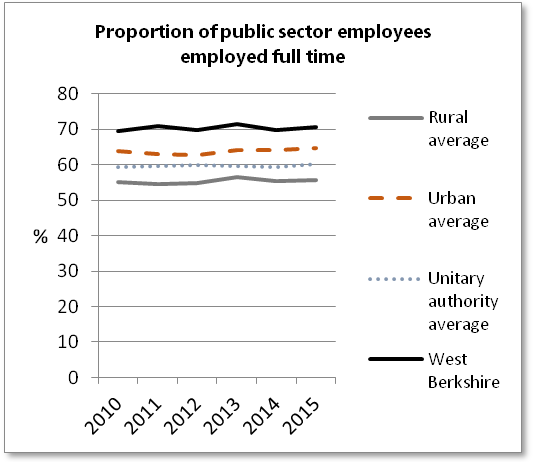 Proportion of public sector employees
employed full time
80
70
60
50
40
30
20
10
0
%
2010
2011
2012
2013
2014
2015
Rural
average
Urban
average
Unitary
authority
average
West
Berkshire